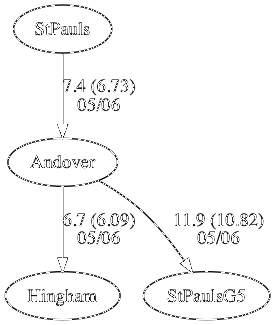 StPauls
7.4 (6.73)
05/06
Andover
6.7 (6.09)
05/06
11.9 (10.82)
05/06
Hingham
StPaulsG5